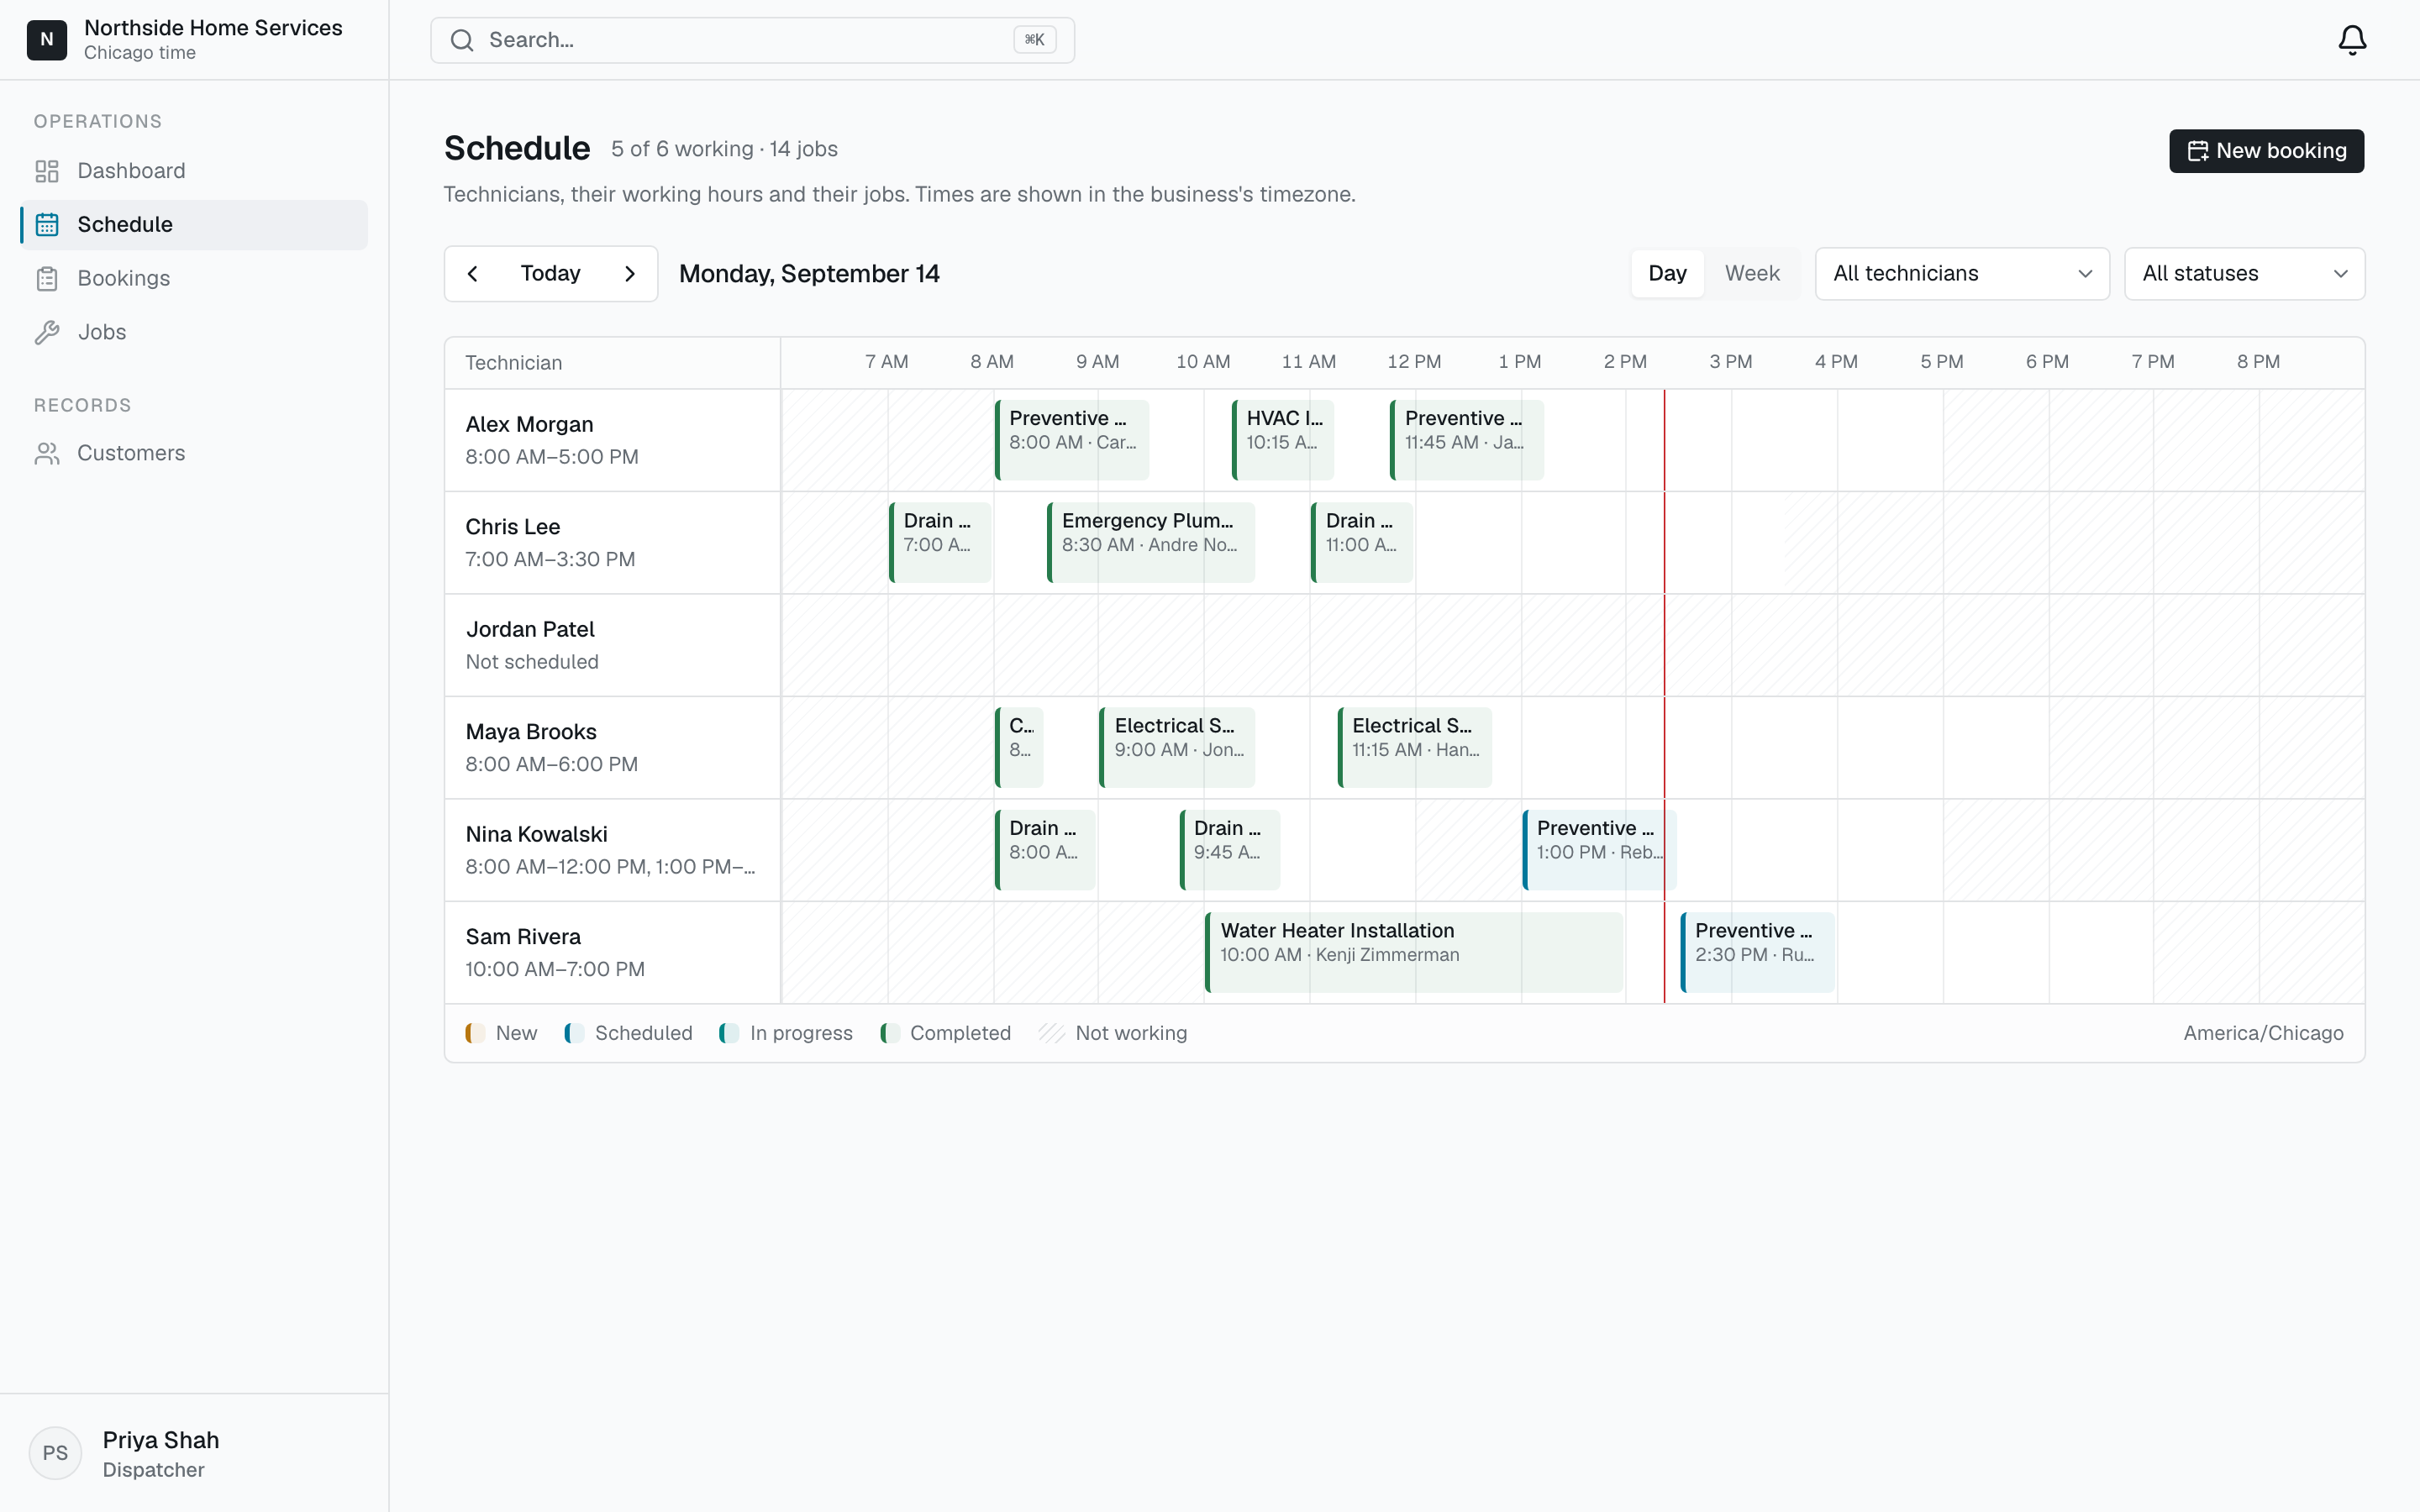 N
Northside Home Services
Chicago time
Search...
⌘K
OPERATIONS
Dashboard
Schedule
Bookings
Jobs
RECORDS
Customers
Schedule 5 of 6 working · 14 jobs
Technicians, their working hours and their jobs. Times are shown in the business's timezone.
New booking
Today
Monday, September 14
Day
Week
All technicians
All statuses
Technician
7 AM 8 AM 9 AM 10 AM 11 AM 12 PM 1 PM 2 PM 3 PM 4 PM 5 PM 6 PM 7 PM 8 PM
Alex Morgan
8:00 AM–5:00 PM
Preventive ...
8:00 AM · Car...
HVAC I...
10:15 A...
Preventive ...
11:45 AM · Ja...
Chris Lee
7:00 AM–3:30 PM
Drain ...
7:00 A...
Emergency Plum...
8:30 AM · Andre No...
Drain ...
11:00 A...
Jordan Patel
Not scheduled
Maya Brooks
8:00 AM–6:00 PM
C...
8...
Electrical S...
9:00 AM · Jon...
Electrical S...
11:15 AM · Han...
Nina Kowalski
8:00 AM–12:00 PM, 1:00 PM–...
Drain ...
8:00 A...
Drain ...
9:45 A...
Preventive ...
1:00 PM · Reb...
Sam Rivera
10:00 AM–7:00 PM
Water Heater Installation
10:00 AM · Kenji Zimmerman
Preventive ...
2:30 PM · Ru...
New
Scheduled
In progress
Completed
Not working
America/Chicago
PS
Priya Shah
Dispatcher